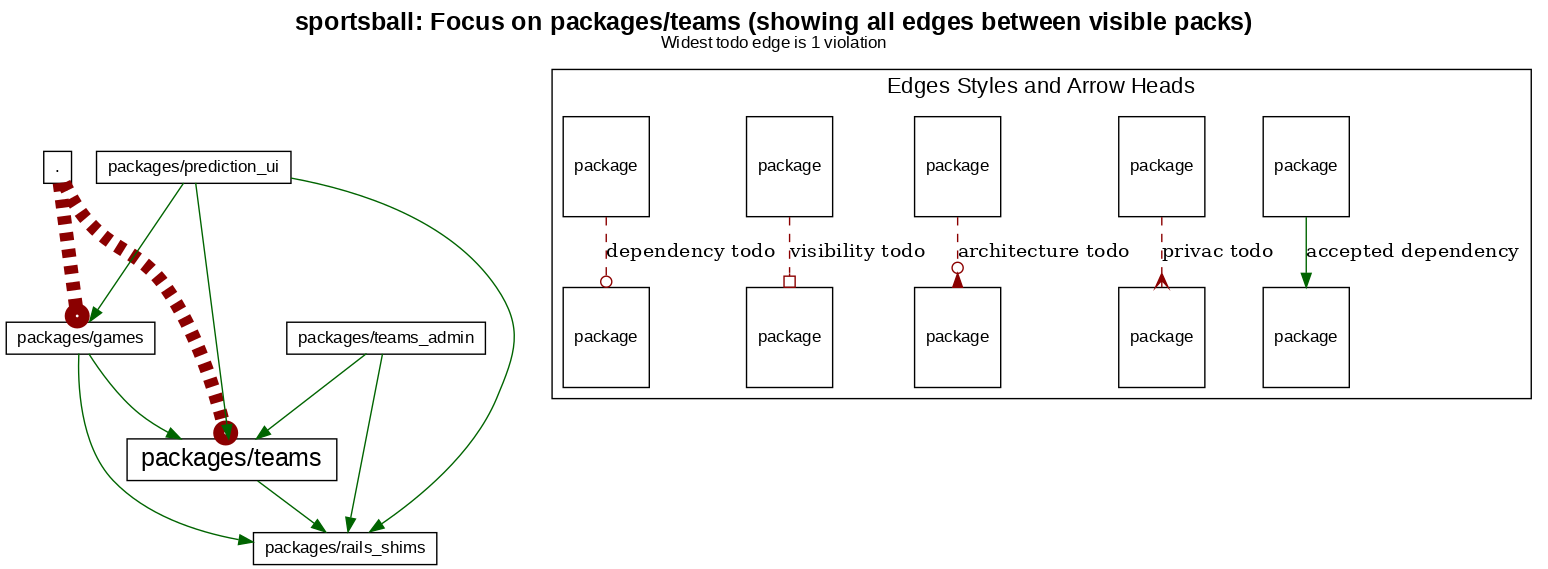 sportsball: Focus on packages/teams (showing all edges between visible packs)
Widest todo edge is 1 violation
Edges Styles and Arrow Heads
package package package package package
. packages/prediction_ui
dependency todo visibility todo architecture todo privac todo accepted dependency
packages/games packages/teams_admin
package package package package package
packages/teams
packages/rails_shims